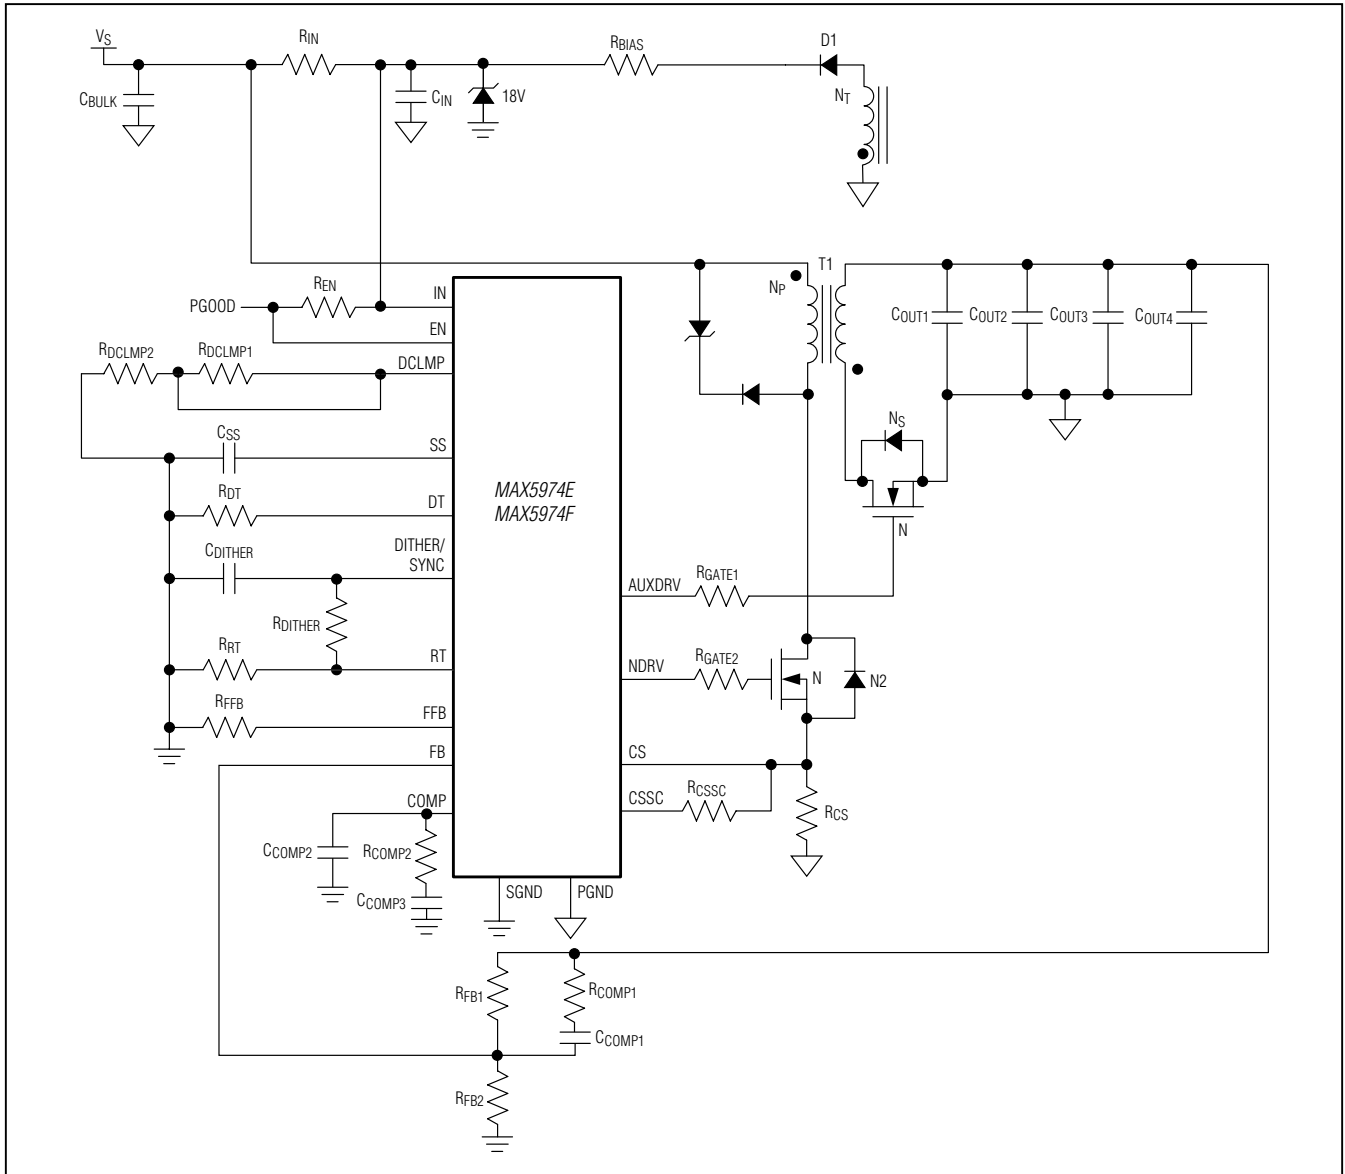 VS
RIN
RBIAS
D1
CBULK
CIN
18V
NT
REN
PGOOD
IN
EN
RDCLMP2
RDCLMP1
DCLMP
CSS
SS
RDT
DT
CDITHER
DITHER/
SYNC
RDITHER
RRT
RT
RFFB
FFB
FB
COMP
CCOMP2
RCOMP2
CCOMP3
MAX5974E
MAX5974F
SGND
PGND
AUXDRV
RGATE1
NDRV
RGATE2
CS
CSSC
RCSSC
RCS
N
N2
NP
T1
COUT1
COUT2
COUT3
COUT4
NS
N
RFB1
RCOMP1
CCOMP1
RFB2